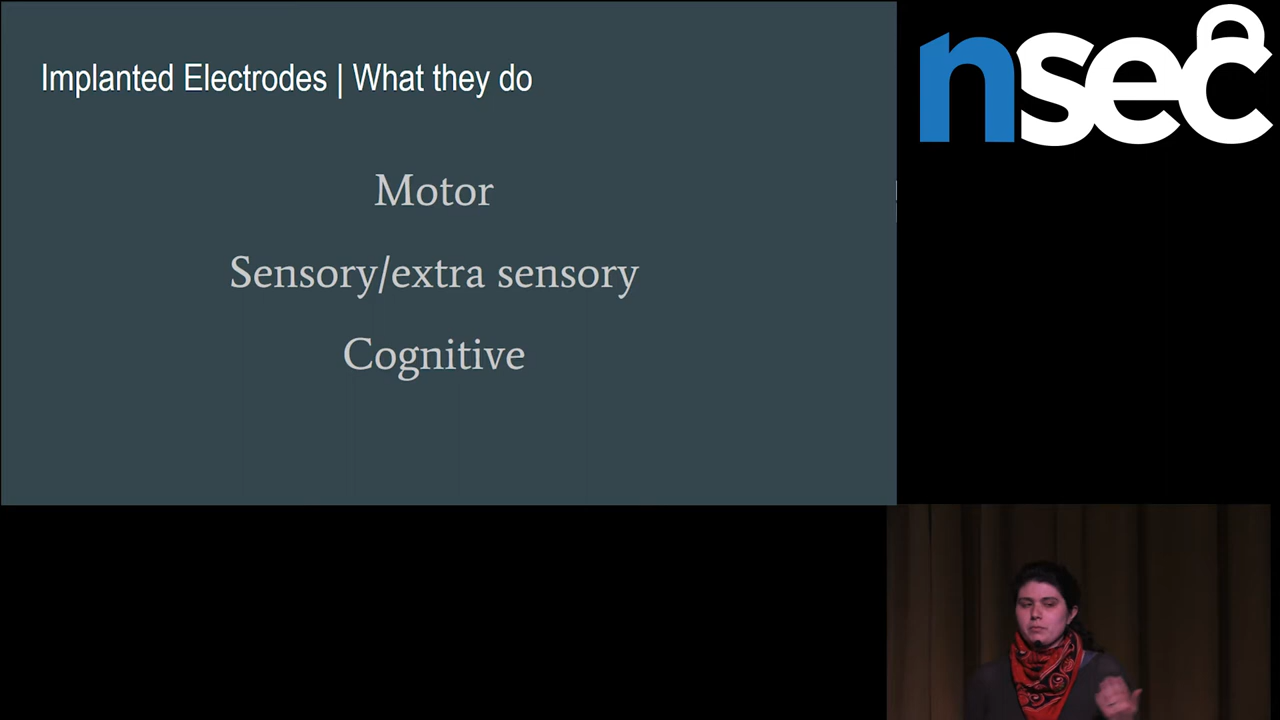 Implanted Electrodes | What they do
Motor
Sensory/extra sensory
Cognitive
nsec